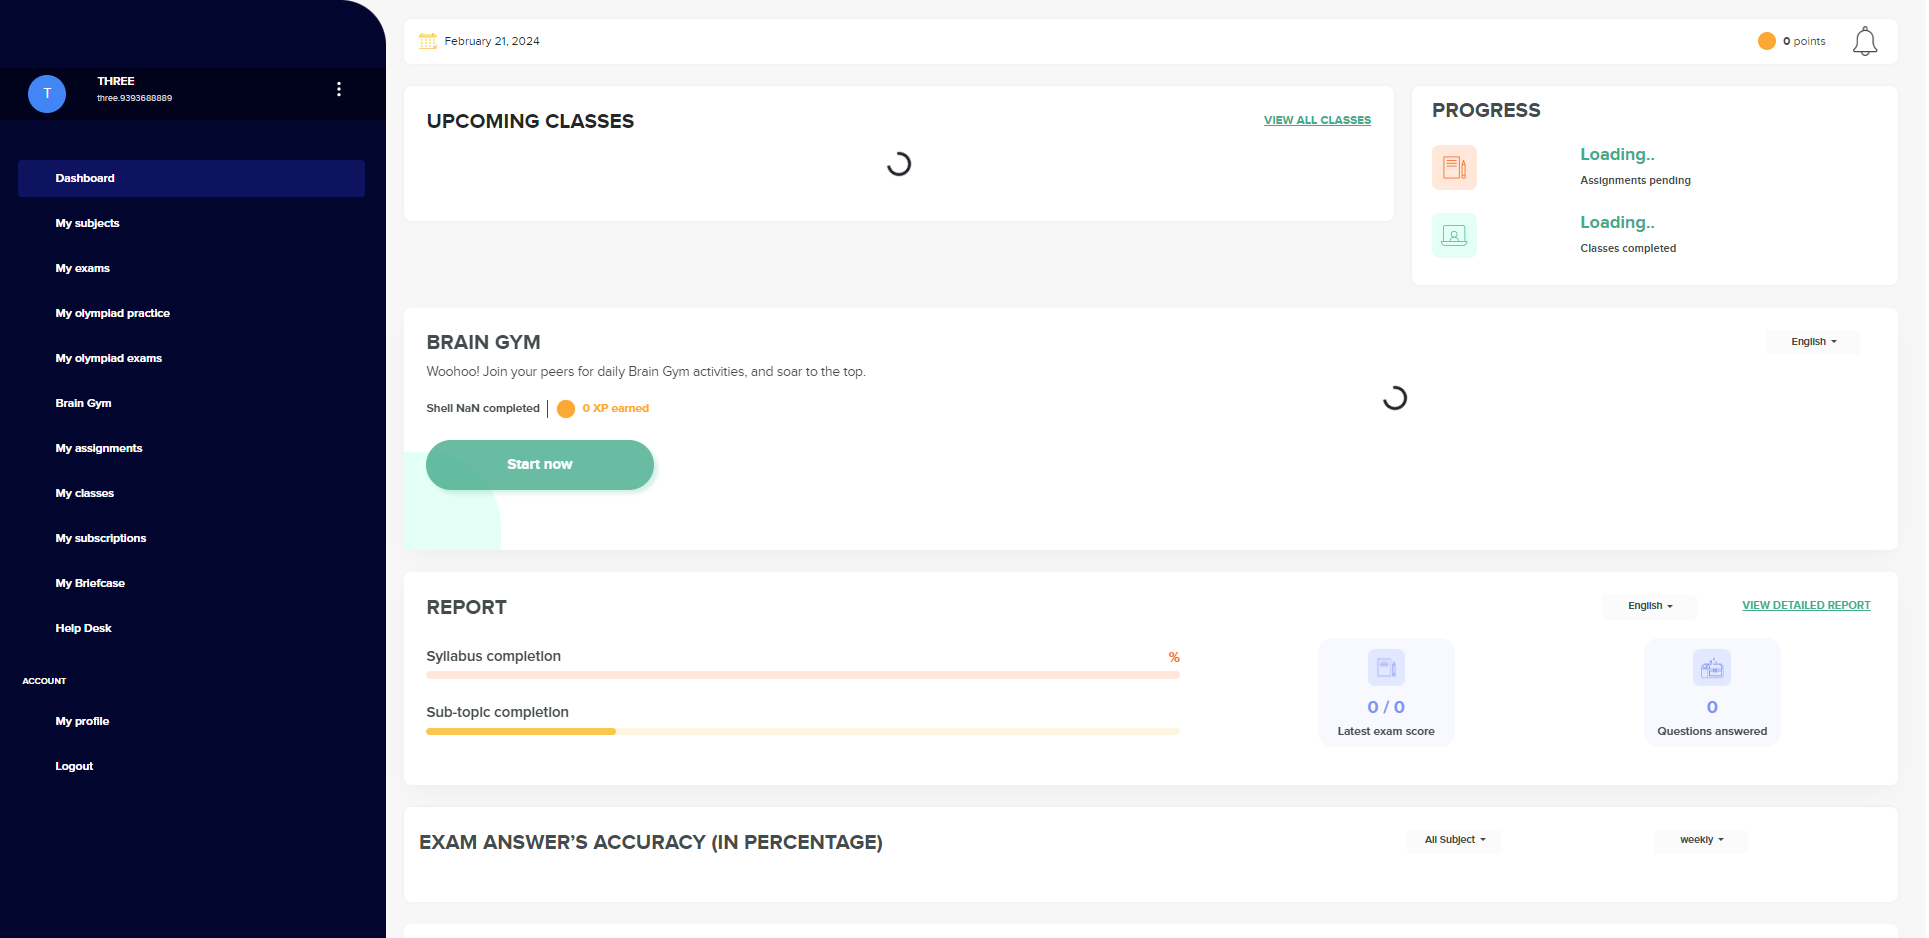 T
THREE
three.9393688889
Dashboard
My subjects
My exams
My olympiad practice
My olympiad exams
Brain Gym
My assignments
My classes
My subscriptions
My Briefcase
Help Desk
ACCOUNT
My profile
Logout
February 21, 2024
0 points
UPCOMING CLASSES
VIEW ALL CLASSES
PROGRESS
Loading..
Assignments pending
Loading..
Classes completed
BRAIN GYM
English
Woohoo! Join your peers for daily Brain Gym activities, and soar to the top.
Shell NaN completed
0 XP earned
Start now
REPORT
English
VIEW DETAILED REPORT
Syllabus completion
%
Sub-topic completion
0 / 0
Latest exam score
0
Questions answered
EXAM ANSWER’S ACCURACY (IN PERCENTAGE)
All Subject
weekly